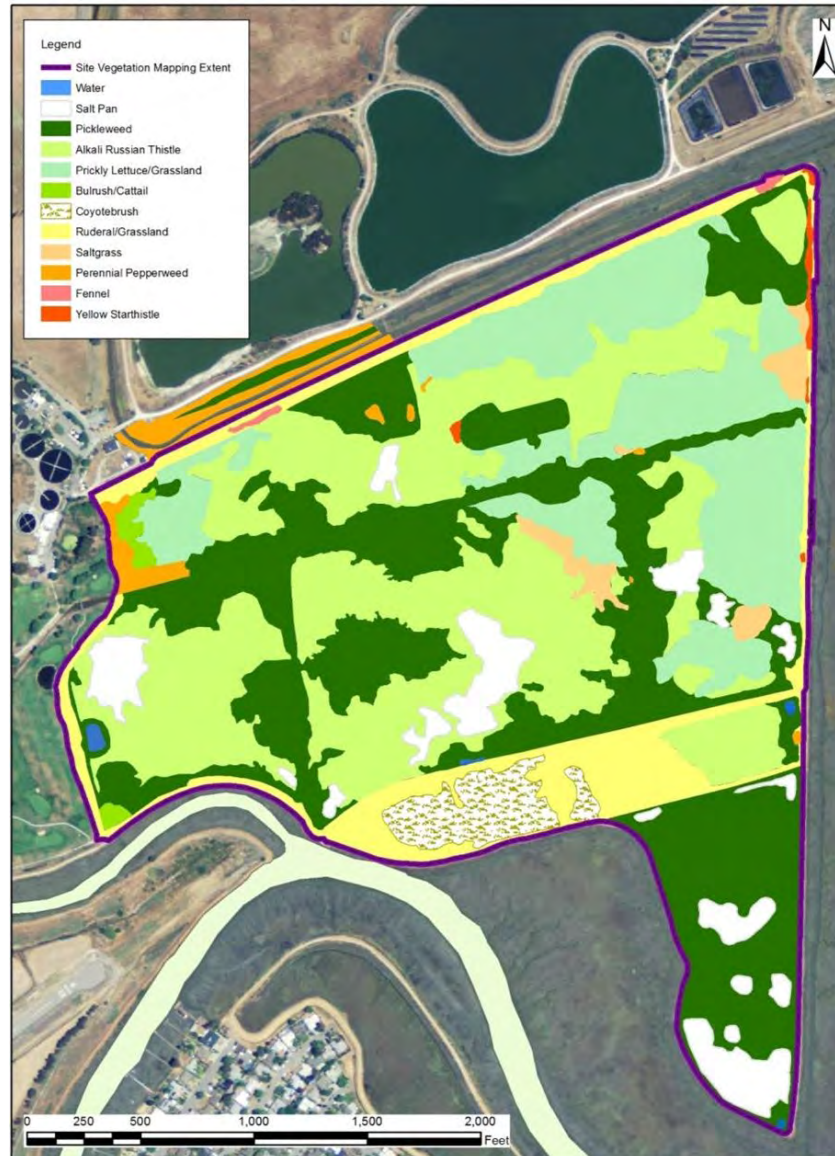 Legend
Site Vegetation Mapping Extent
Water
Salt Pan
Pickleweed
Alkali Russian Thistle
Prickly Lettuce/Grassland
Bulrush/Cattail
Coyotebrush
Ruderal/Grassland
Saltgrass
Perennial Pepperweed
Fennel
Yellow Starthistle
N
0 250 500 1,000 1,500 2,000
Feet